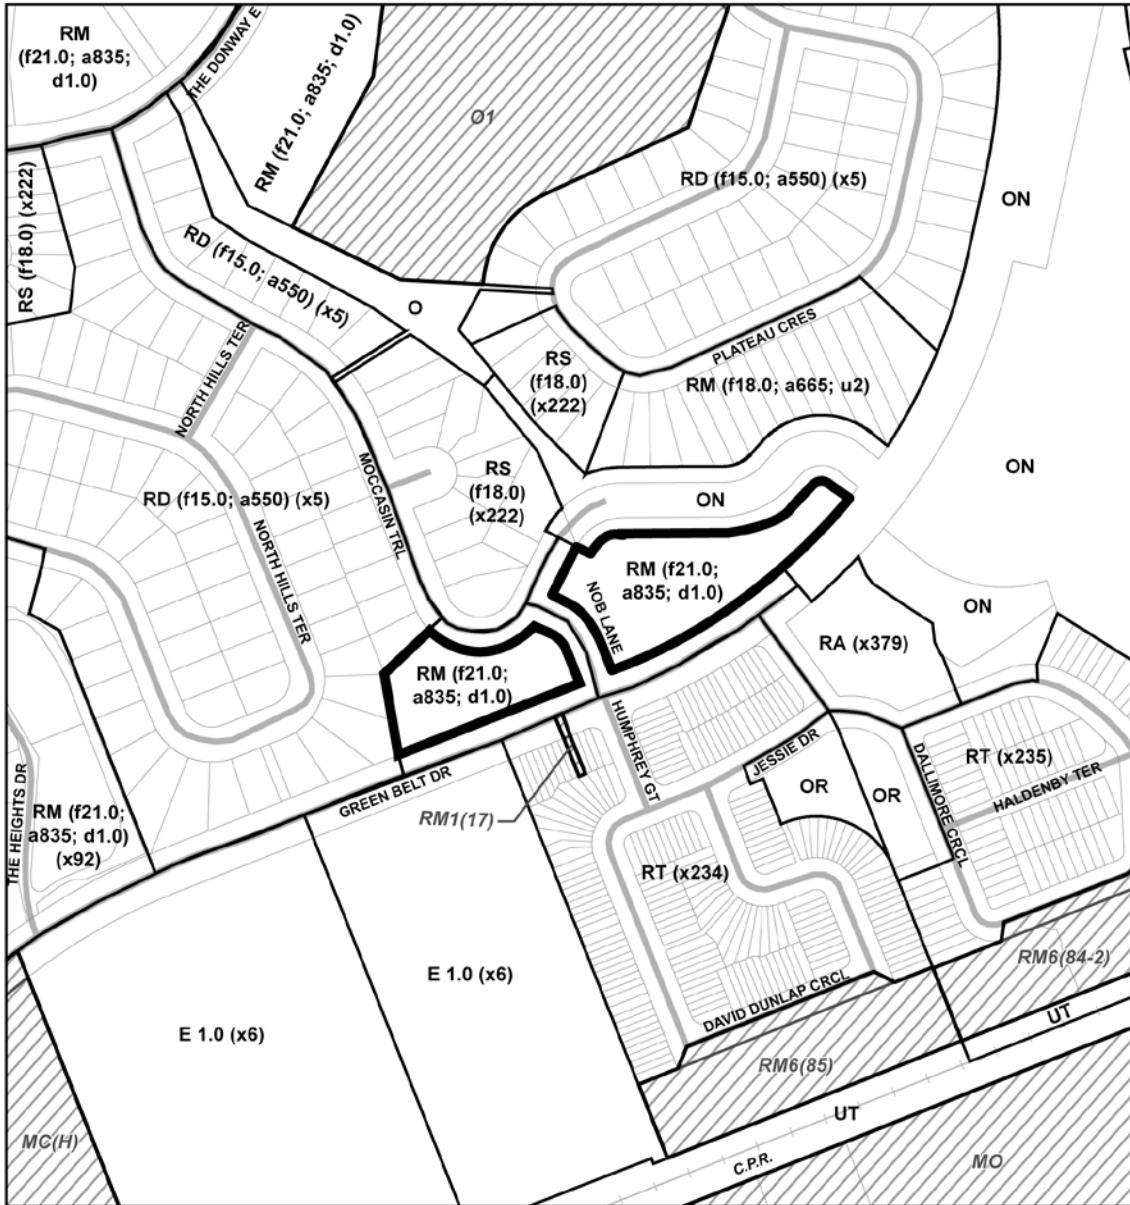 RM
(f21.0; a835;
d1.0)
THE DONWAY E
RM (f21.0; a835; d1.0)
O1
RS (f18.0) (x222)
RD (f15.0; a550) (x5)
RD (f15.0; a550) (x5)
ON
O
NORTH HILLS TER
PLATEAU CRES
RS
(f18.0)
(x222)
RM (f18.0; a665; u2)
MOCCASIN TRL
RS
(f18.0)
(x222)
ON
RD (f15.0; a550) (x5)
NORTH HILLS TER
ON
RM (f21.0;
a835; d1.0)
NOB LANE
ON
RA (x379)
RM (f21.0;
a835; d1.0)
HUMPHREY GT
JESSIE DR
DALLIMORE CRCL
RT (x235)
HALDENBY TER
GREEN BELT DR
RM1(17)
OR
OR
THE HEIGHTS DR
RM (f21.0;
a835; d1.0)
(x92)
RT (x234)
E 1.0 (x6)
E 1.0 (x6)
DAVID DUNLAP CRCL
RM6(84-2)
RM6(85)
UT
UT
C.P.R.
MC(H)
MO